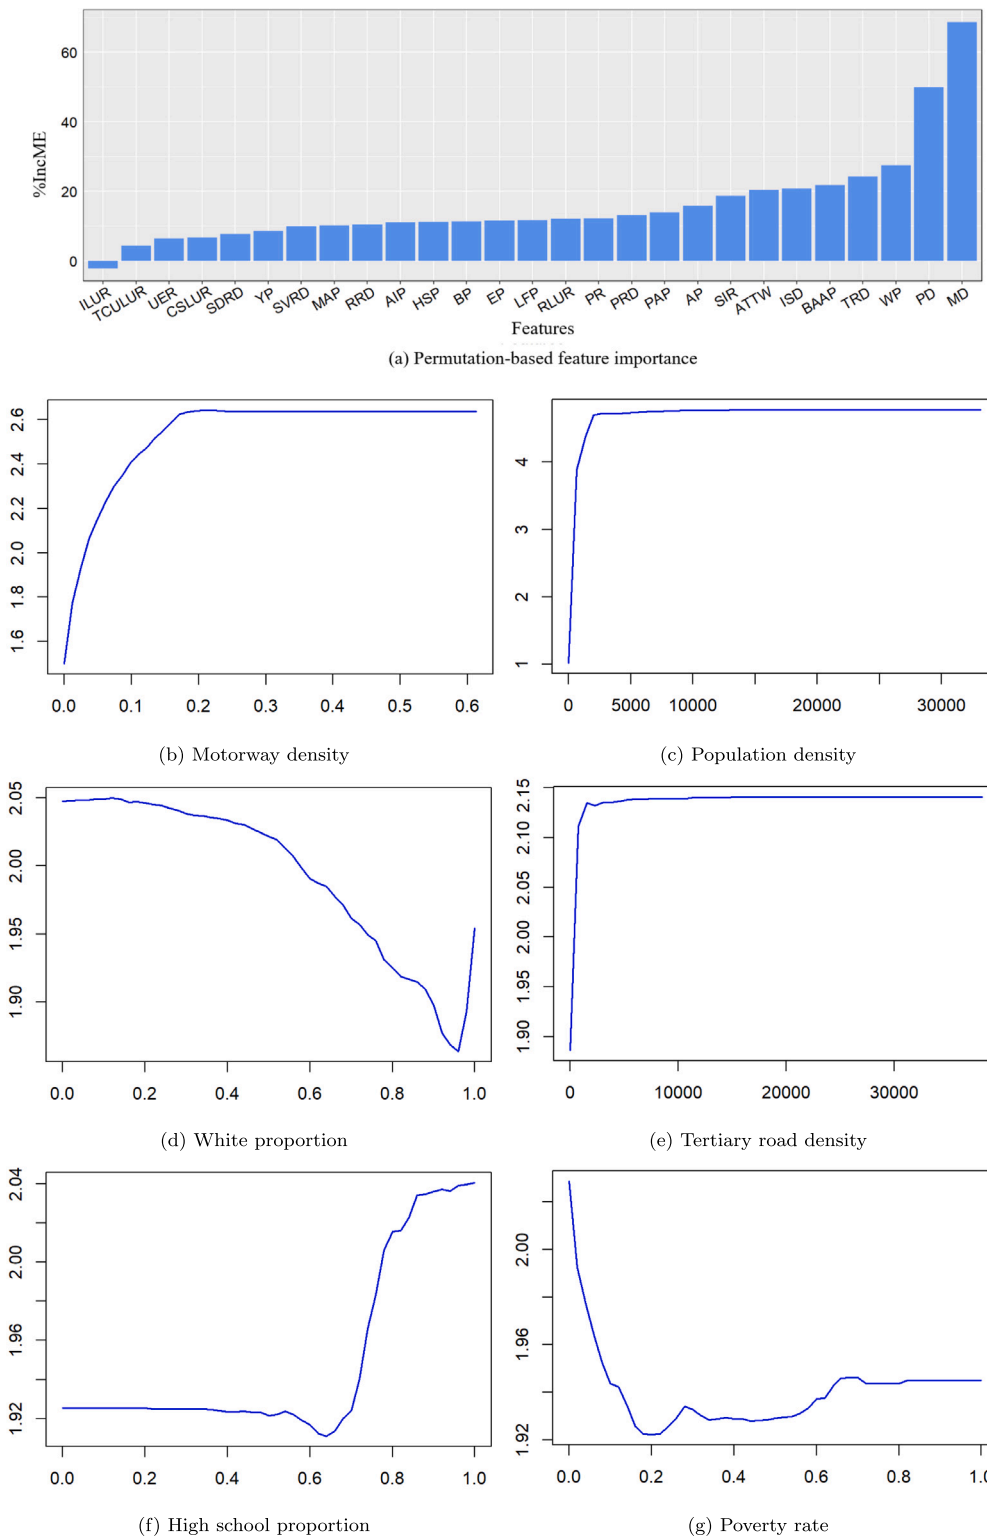 60
40
20
0
%IncME
ILUR TCULUR UER CSLUR SDRD YP SVRD MAP RRD AIP HSP BP EP LFP RLUR PR PRD PAP AP SIR ATTW ISD BAAP TRD WP PD MD
Features
(a) Permutation-based feature importance
2.6
2.4
2.2
2.0
1.8
1.6
0.0 0.1 0.2 0.3 0.4 0.5 0.6
(b) Motorway density
4
3
2
1
0 5000 10000 20000 30000
(c) Population density
2.05
2.00
1.95
1.90
0.0 0.2 0.4 0.6 0.8 1.0
(d) White proportion
2.15
2.10
2.05
2.00
1.95
1.90
0 10000 20000 30000
(e) Tertiary road density
2.04
2.00
1.96
1.92
0.0 0.2 0.4 0.6 0.8 1.0
(f) High school proportion
2.00
1.96
1.92
0.0 0.2 0.4 0.6 0.8
(g) Poverty rate